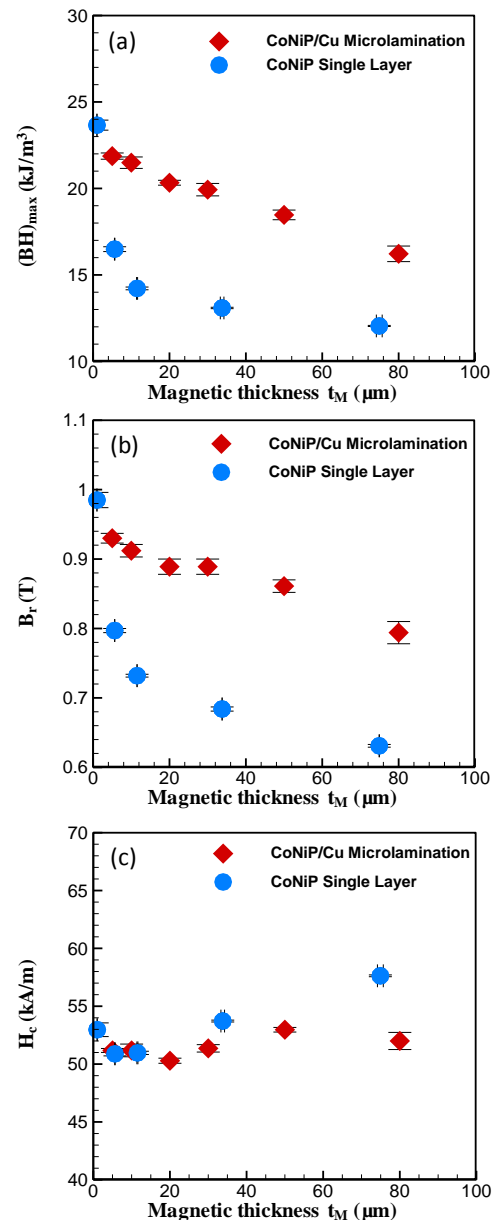 30
(a)
CoNiP/Cu Microlamination
CoNiP Single Layer
25
20
15
10
(BH)max (kJ/m³)
0 20 40 60 80 100
Magnetic thickness tM (μm)
1.1
(b)
CoNiP/Cu Microlamination
CoNiP Single Layer
1
0.9
0.8
0.7
0.6
Br (T)
0 20 40 60 80 100
Magnetic thickness tM (μm)
70
(c)
CoNiP/Cu Microlamination
CoNiP Single Layer
65
60
55
50
45
40
Hc (kA/m)
0 20 40 60 80 100
Magnetic thickness tM (μm)